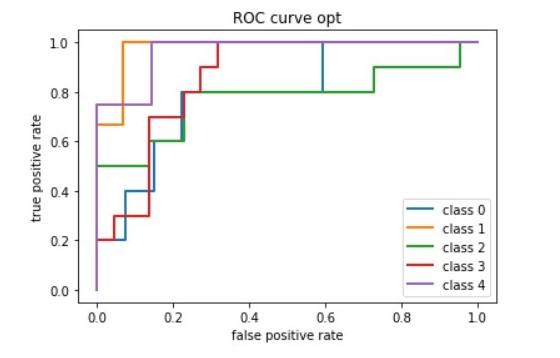 ROC curve opt
true positive rate
1.0
0.8
0.6
0.4
0.2
0.0
class 0
class 1
class 2
class 3
class 4
0.0 0.2 0.4 0.6 0.8 1.0
false positive rate